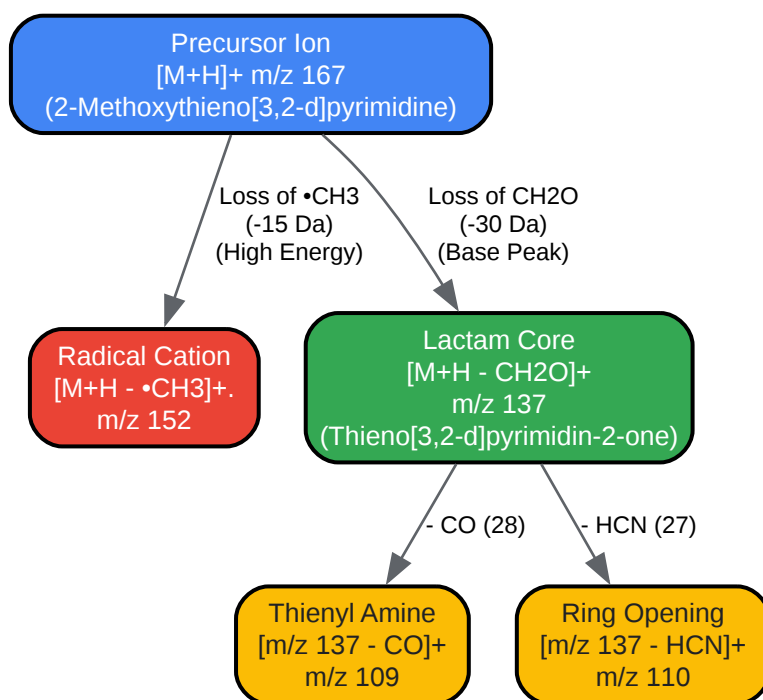 Precursor Ion
[M+H]+ m/z 167
(2-Methoxythieno[3,2-d]pyrimidine)
Loss of •CH3
(-15 Da)
(High Energy)
Loss of CH2O
(-30 Da)
(Base Peak)
Radical Cation
[M+H - •CH3]+.
m/z 152
Lactam Core
[M+H - CH2O]+
m/z 137
(Thieno[3,2-d]pyrimidin-2-one)
- CO (28)
- HCN (27)
Thienyl Amine
[m/z 137 - CO]+
m/z 109
Ring Opening
[m/z 137 - HCN]+
m/z 110